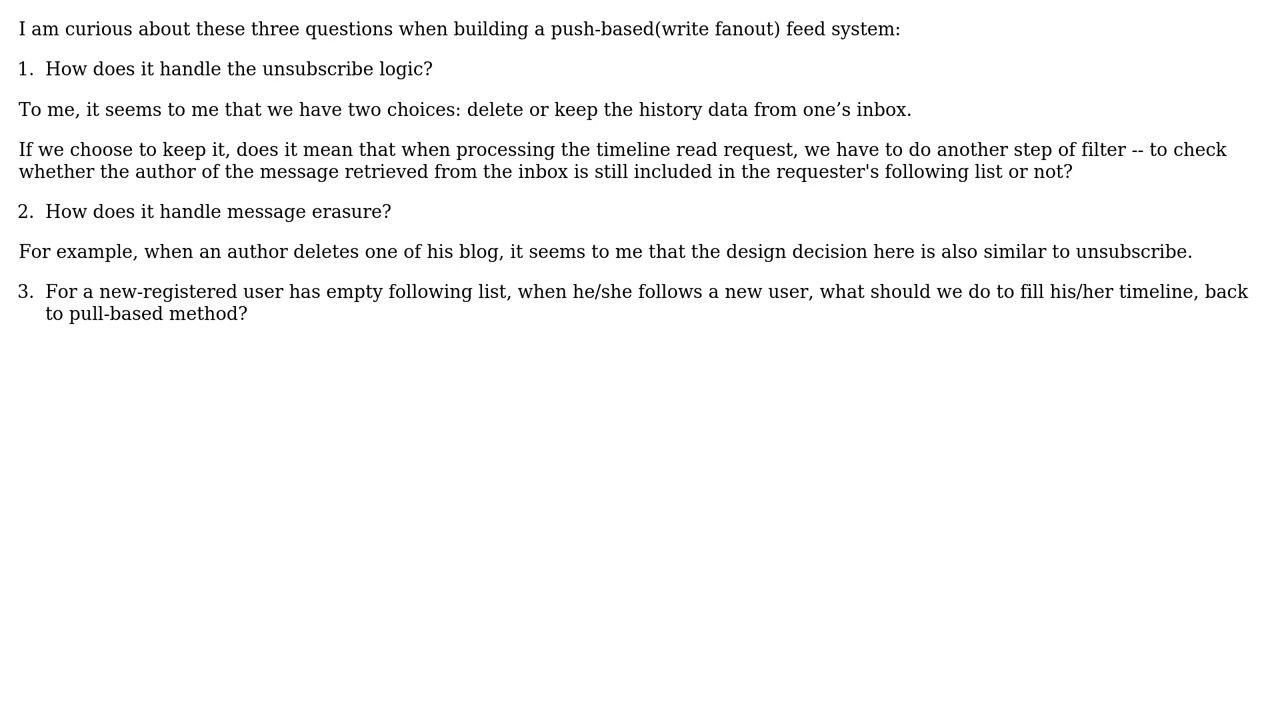 I am curious about these three questions when building a push-based(write fanout) feed system:
1. How does it handle the unsubscribe logic?
To me, it seems to me that we have two choices: delete or keep the history data from one’s inbox.
If we choose to keep it, does it mean that when processing the timeline read request, we have to do another step of filter -- to check
whether the author of the message retrieved from the inbox is still included in the requester's following list or not?
2. How does it handle message erasure?
For example, when an author deletes one of his blog, it seems to me that the design decision here is also similar to unsubscribe.
3. For a new-registered user has empty following list, when he/she follows a new user, what should we do to fill his/her timeline, back
to pull-based method?